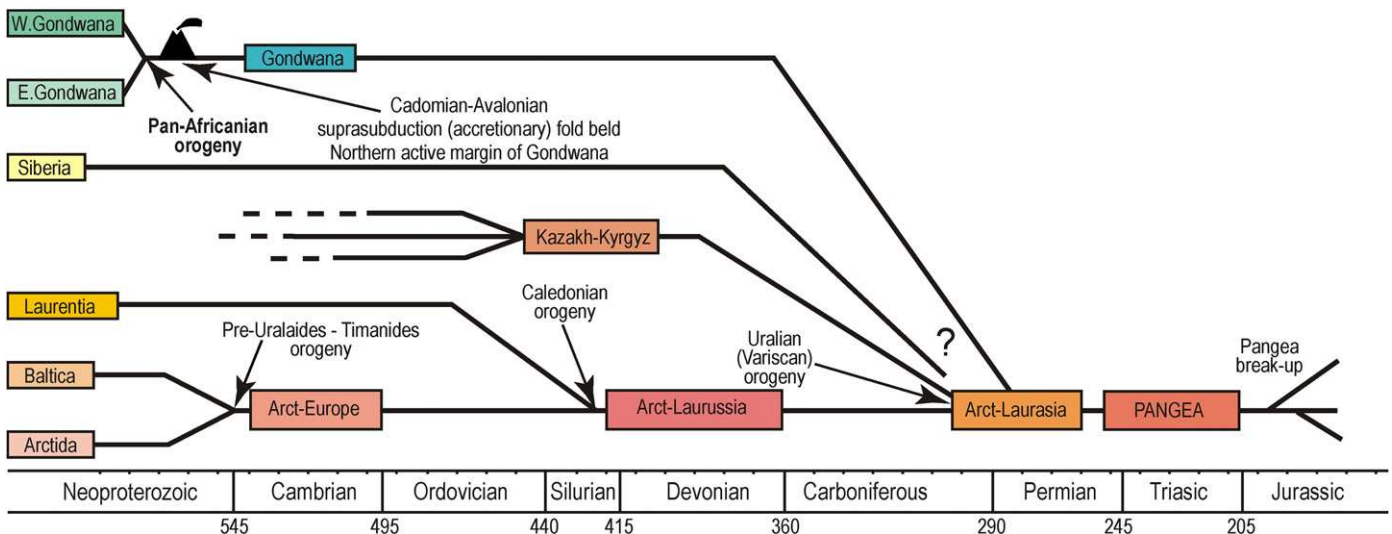 W.Gondwana
Gondwana
E.Gondwana
Pan-Africanian
orogeny
Cadomian-Avalonian
suprasubduction (accretionary) fold beld
Northern active margin of Gondwana
Siberia
Kazakh-Kyrgyz
Laurentia
Pre-Uralaides - Timanides
orogeny
Caledonian
orogeny
Uralian
(Variscan)
orogeny
?
Pangea
break-up
Baltica
Arct-Europe
Arct-Laurussia
Arct-Laurasia
PANGEA
Arctida
Neoproterozoic Cambrian Ordovician Silurian Devonian Carboniferous Permian Triasic Jurassic
545 495 440 415 360 290 245 205